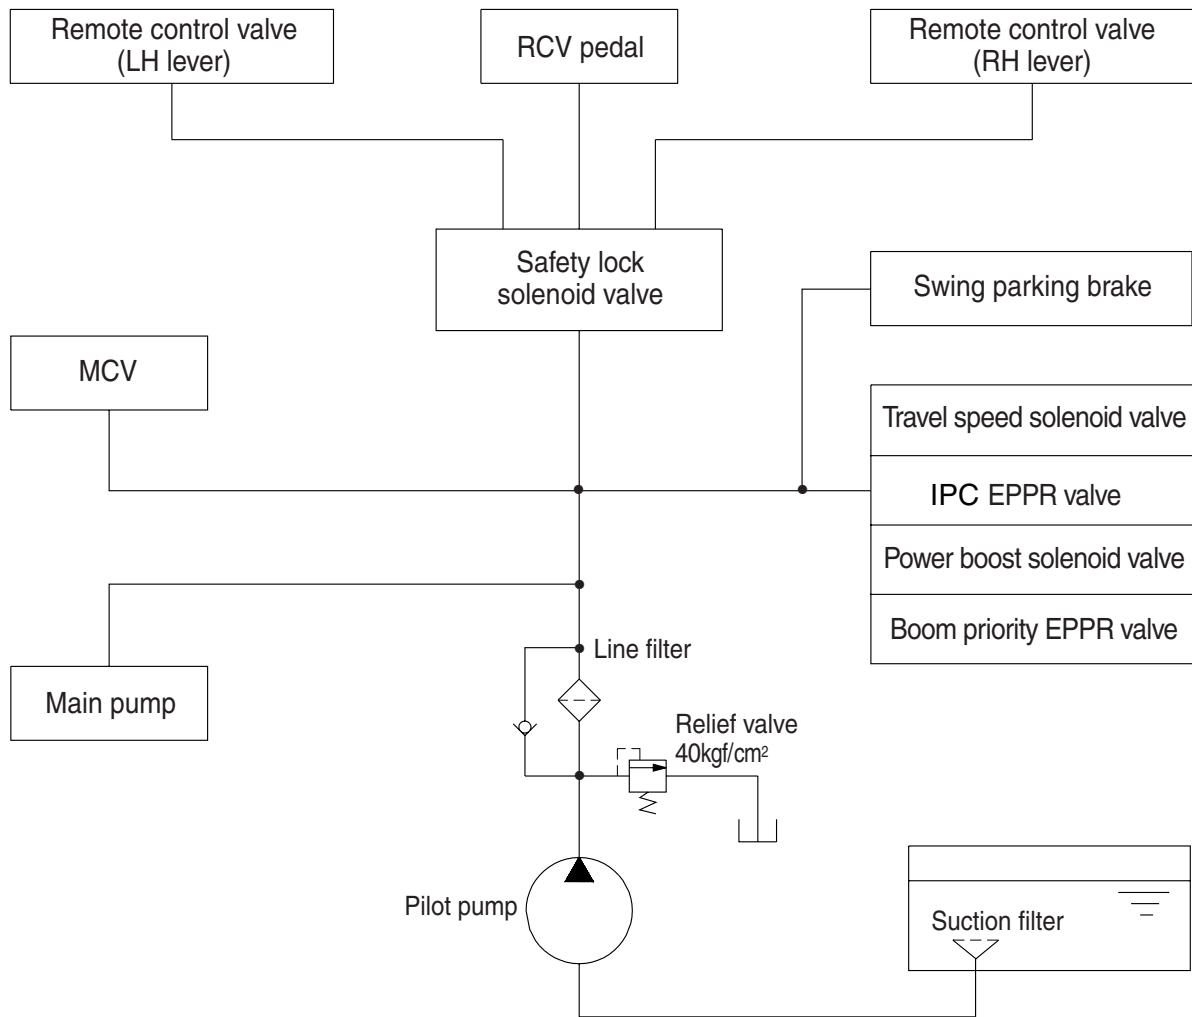 Remote control valve
(LH lever)
RCV pedal
Remote control valve
(RH lever)
Safety lock
solenoid valve
Swing parking brake
MCV
Travel speed solenoid valve
IPC EPPR valve
Power boost solenoid valve
Boom priority EPPR valve
Line filter
Main pump
Relief valve
40kgf/cm²
Pilot pump
Suction filter